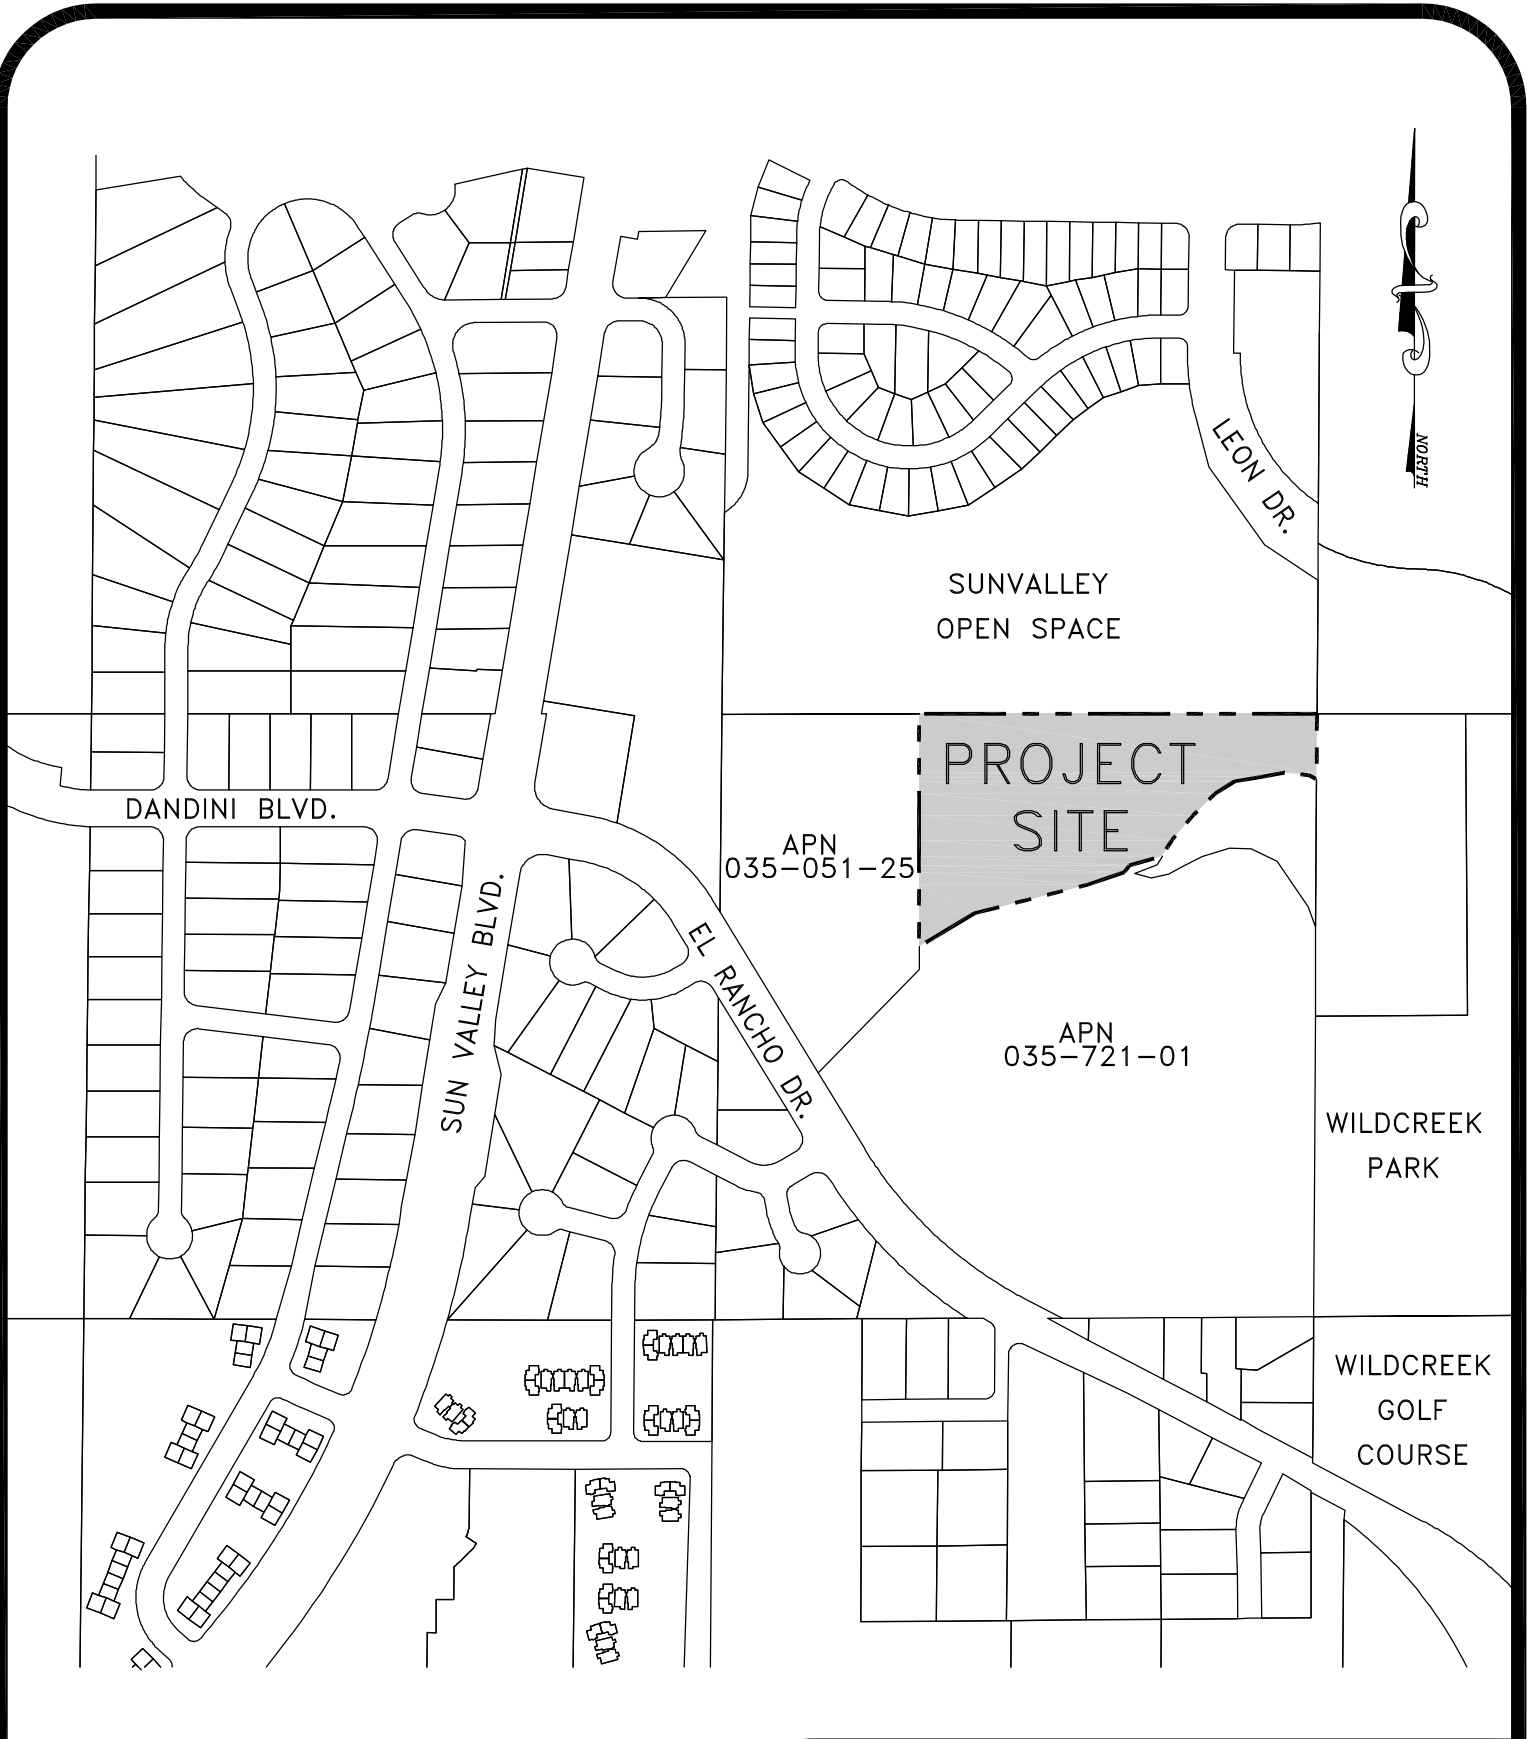 NORTH
LEON DR.
SUNVALLEY
OPEN SPACE
PROJECT
SITE
DANDINI BLVD.
APN
035-051-25
SUN VALLEY BLVD.
EL RANCHO DR.
APN
035-721-01
WILDCREEK
PARK
WILDCREEK
GOLF
COURSE